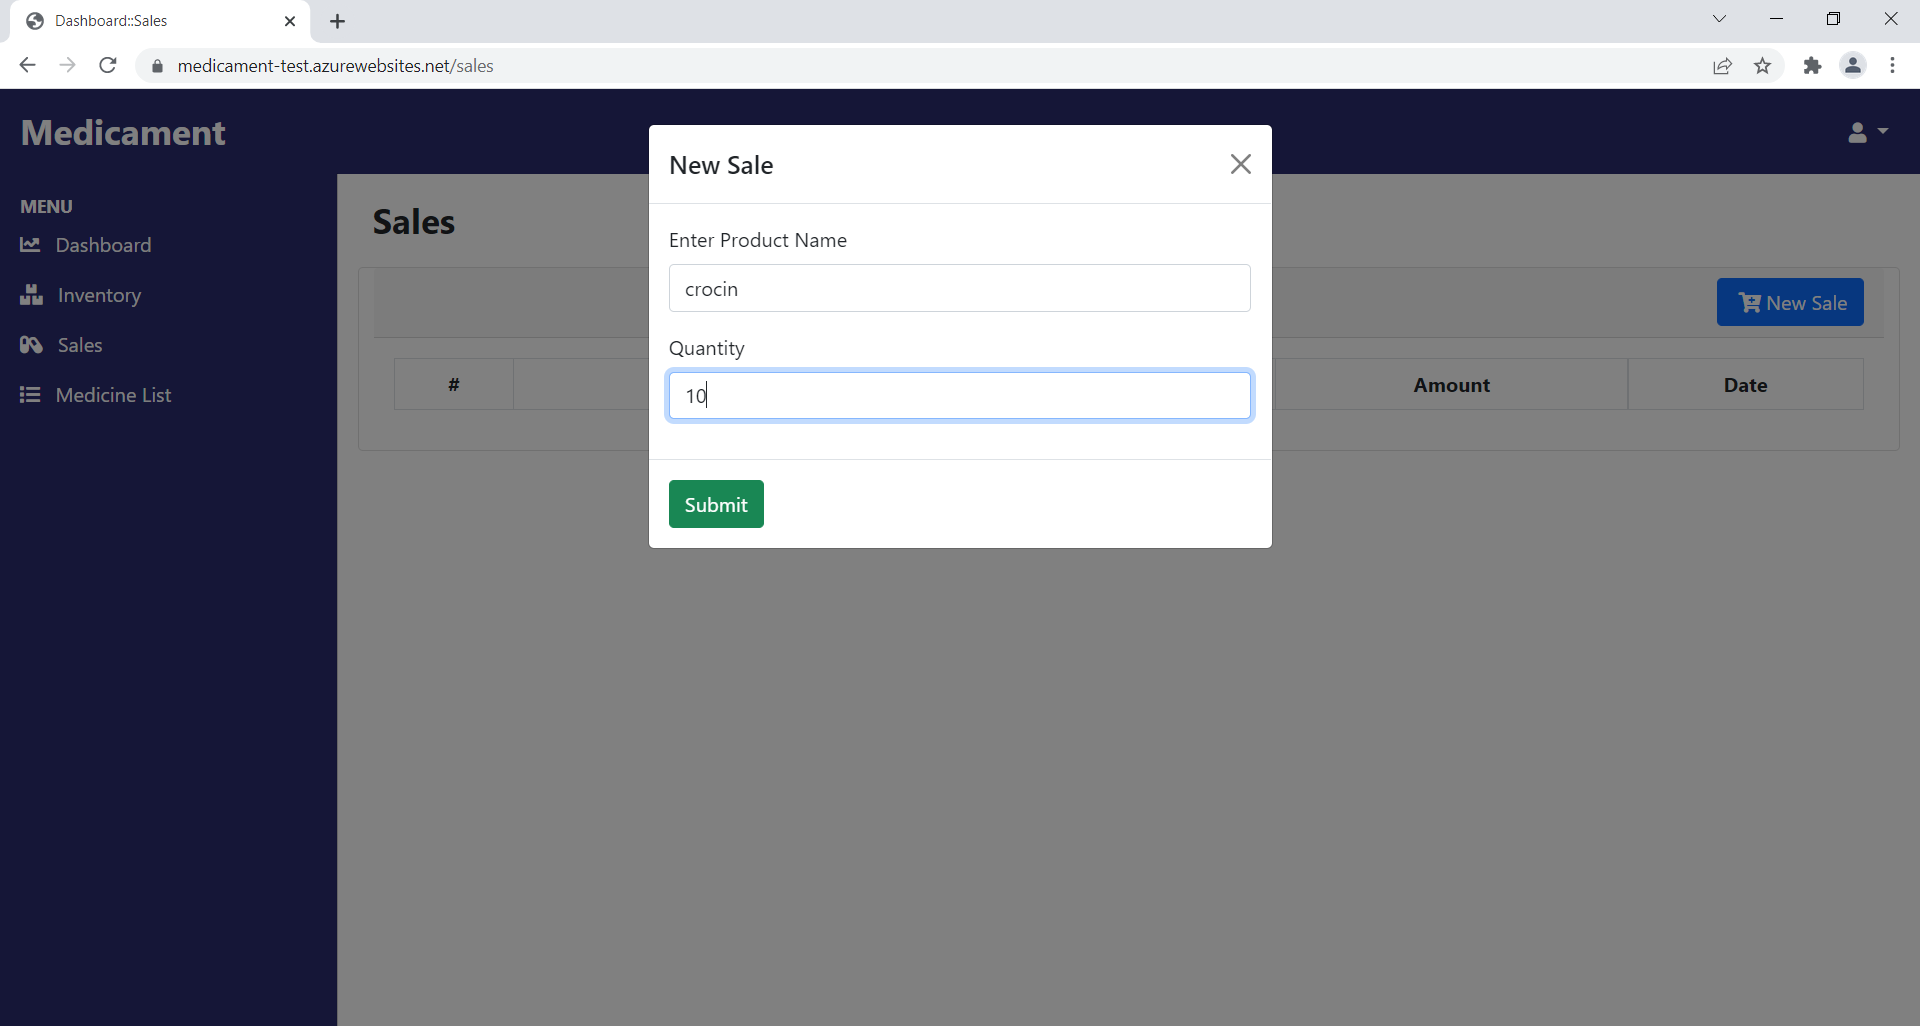 Dashboard::Sales
medicament-test.azurewebsites.net/sales
Medicament
MENU
Dashboard
Inventory
Sales
Medicine List
Sales
New Sale
#
Amount
Date
New Sale
Enter Product Name
crocin
Quantity
10
Submit